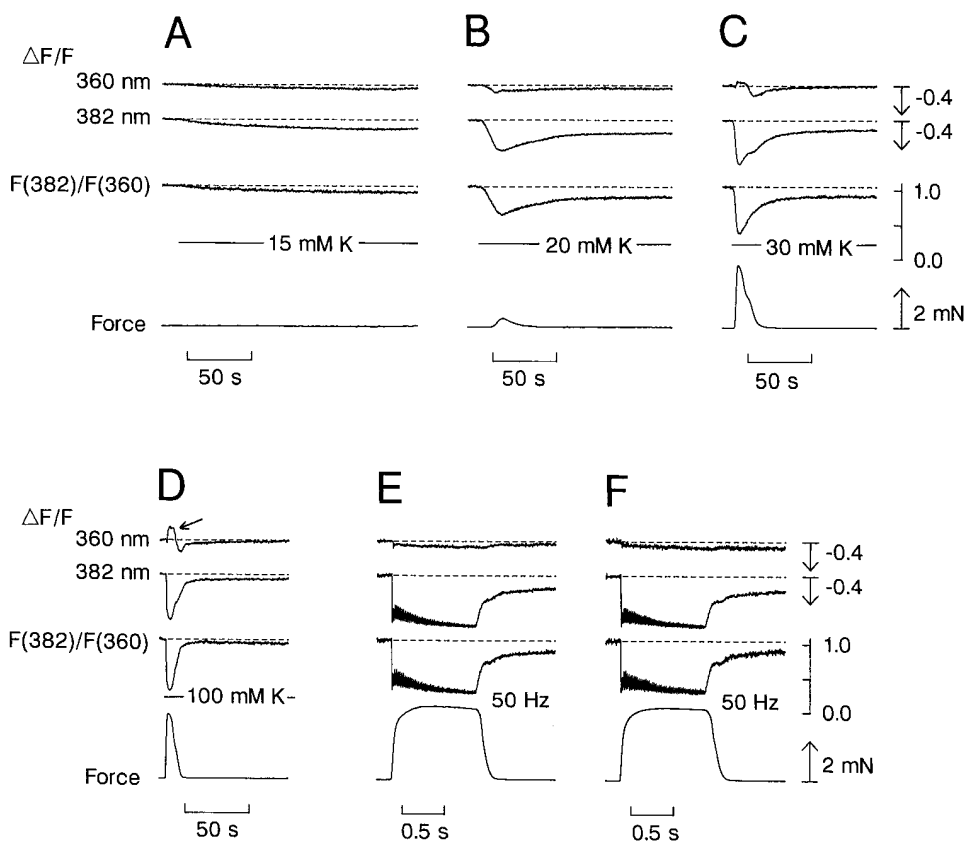 A B C
△F/F
360 nm
-0.4
382 nm
-0.4
F(382)/F(360)
1.0
15 mM K 20 mM K 30 mM K
0.0
Force
2 mN
50 s 50 s 50 s
D E F
△F/F
360 nm
-0.4
382 nm
-0.4
F(382)/F(360)
1.0
100 mM K 50 Hz 50 Hz
0.0
Force
2 mN
50 s 0.5 s 0.5 s